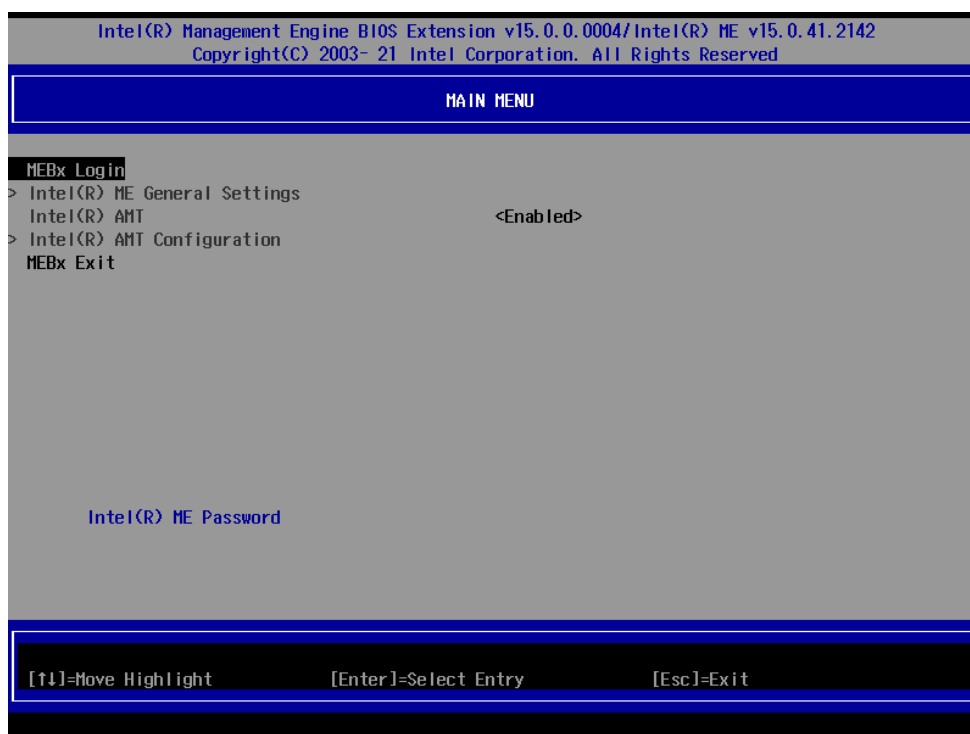 Intel(R) Management Engine BIOS Extension v15.0.0.0004/Intel(R) ME v15.0.41.2142
Copyright(C) 2003- 21 Intel Corporation. All Rights Reserved
MAIN MENU
MEBx Login
> Intel(R) ME General Settings
Intel(R) AMT <Enabled>
> Intel(R) AMT Configuration
MEBx Exit
Intel(R) ME Password
[↑↓]=Move Highlight [Enter]=Select Entry [Esc]=Exit